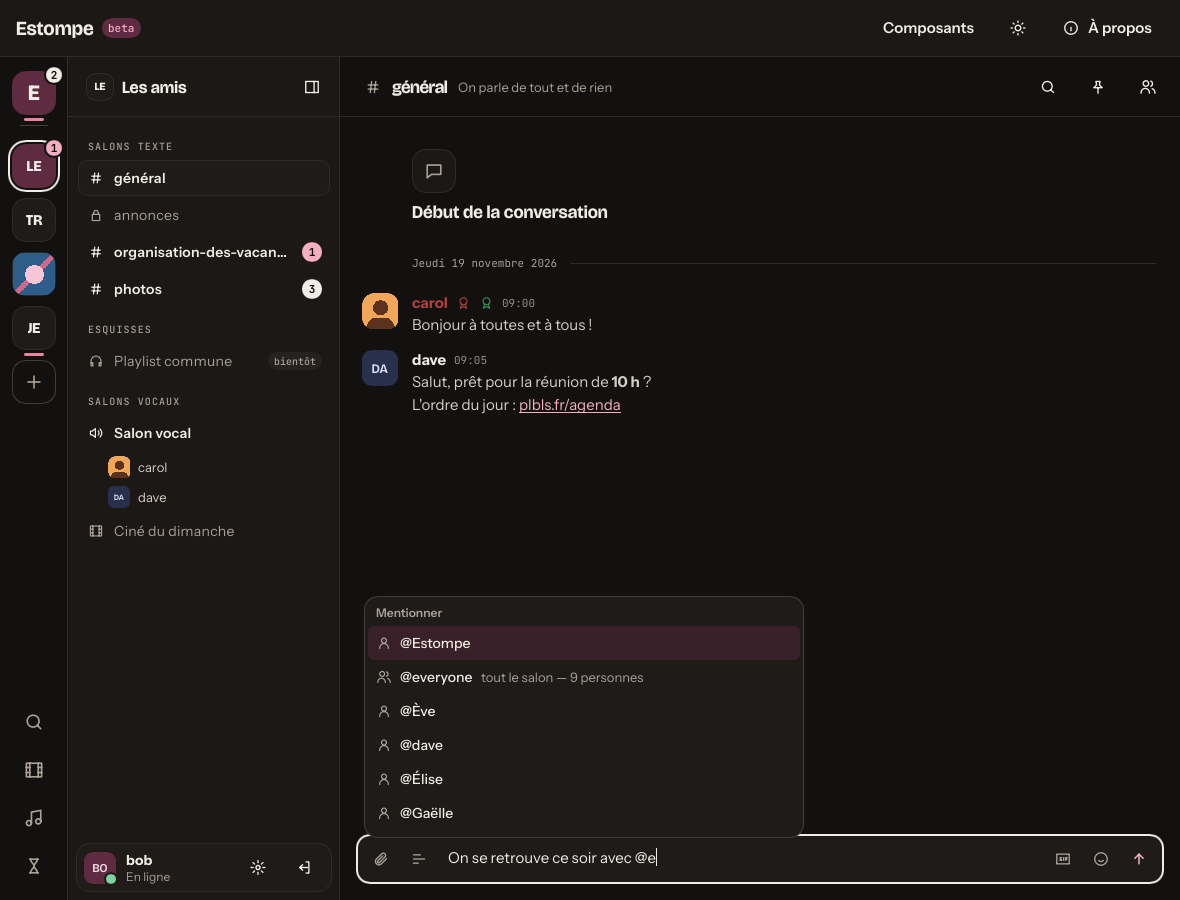 Estompe beta
Composants
À propos
E 2
LE 1
TR
JE
LE Les amis
SALONS TEXTE
# général
annonces
# organisation-des-vacan… 1
# photos 3
ESQUISSES
Playlist commune bientôt
SALONS VOCAUX
Salon vocal
carol
DA dave
Ciné du dimanche
BO bob
En ligne
# général On parle de tout et de rien
Début de la conversation
Jeudi 19 novembre 2026
carol 09:00
Bonjour à toutes et à tous !
DA dave 09:05
Salut, prêt pour la réunion de 10 h ?
L'ordre du jour : plbls.fr/agenda
Mentionner
@Estompe
@everyone tout le salon — 9 personnes
@Ève
@dave
@Élise
@Gaëlle
On se retrouve ce soir avec @e
GIF